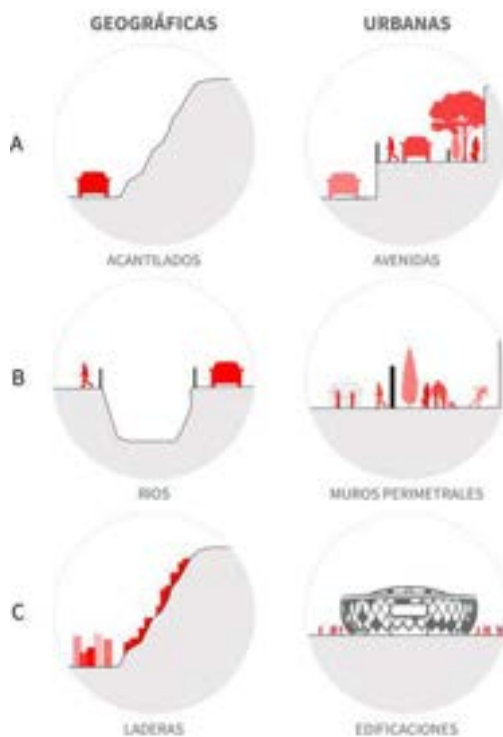 GEOGRÁFICAS URBANAS
A
ACANTILADOS AVENIDAS
B
RIOS MUROS PERIMETRALES
C
LADERAS EDIFICACIONES